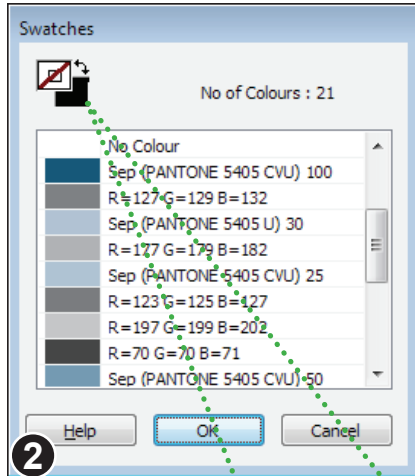 Swatches
No of Colours : 21
No Colour
Sep (PANTONE 5405 CVU) 100
R=127 G=129 B=132
Sep (PANTONE 5405 U) 30
R=177 G=179 B=182
Sep (PANTONE 5405 CVU) 25
R=123 G=125 B=127
R=197 G=199 B=202
R=70 G=70 B=71
Sep (PANTONE 5405 CVU) 50
Help OK Cancel
2